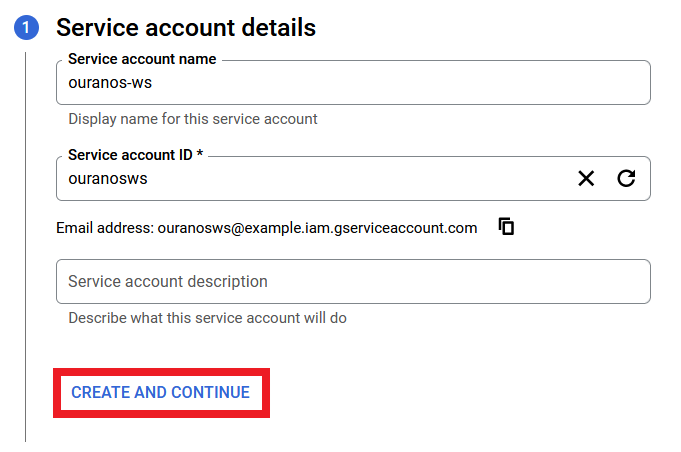 1 Service account details
Service account name
ouranos-ws
Display name for this service account
Service account ID *
ouranosws
Email address: ouranosws@example.iam.gserviceaccount.com
Service account description
Describe what this service account will do
CREATE AND CONTINUE